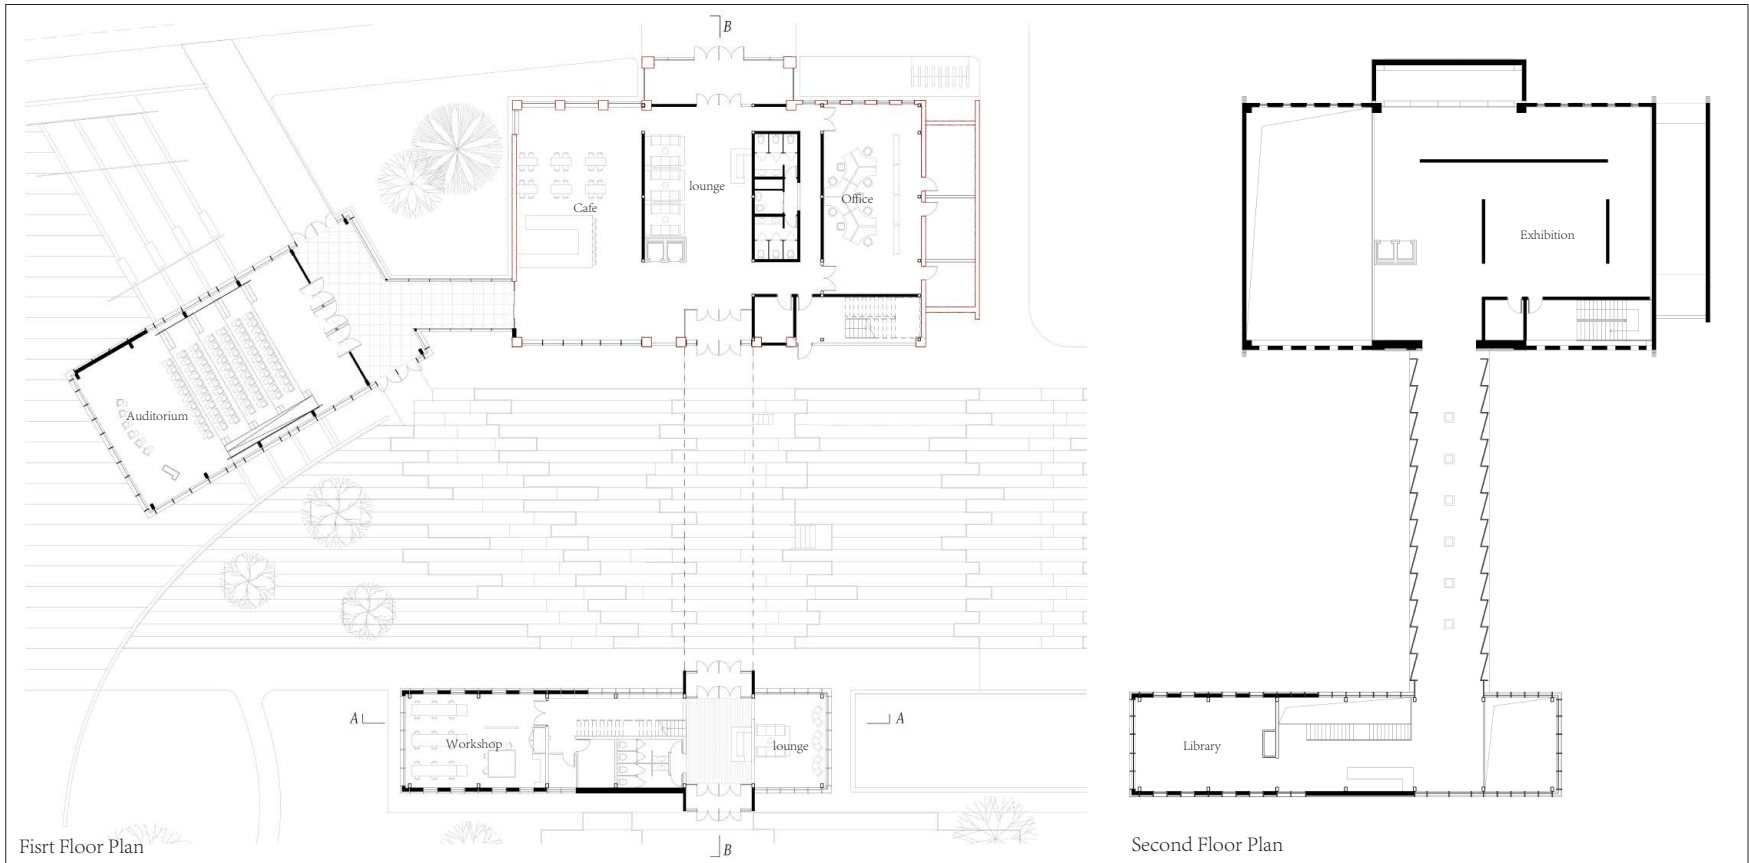 B
lounge
Cafe
Office
Exhibition
Auditorium
A
A
Workshop
lounge
Library
Fisrt Floor Plan
B
Second Floor Plan